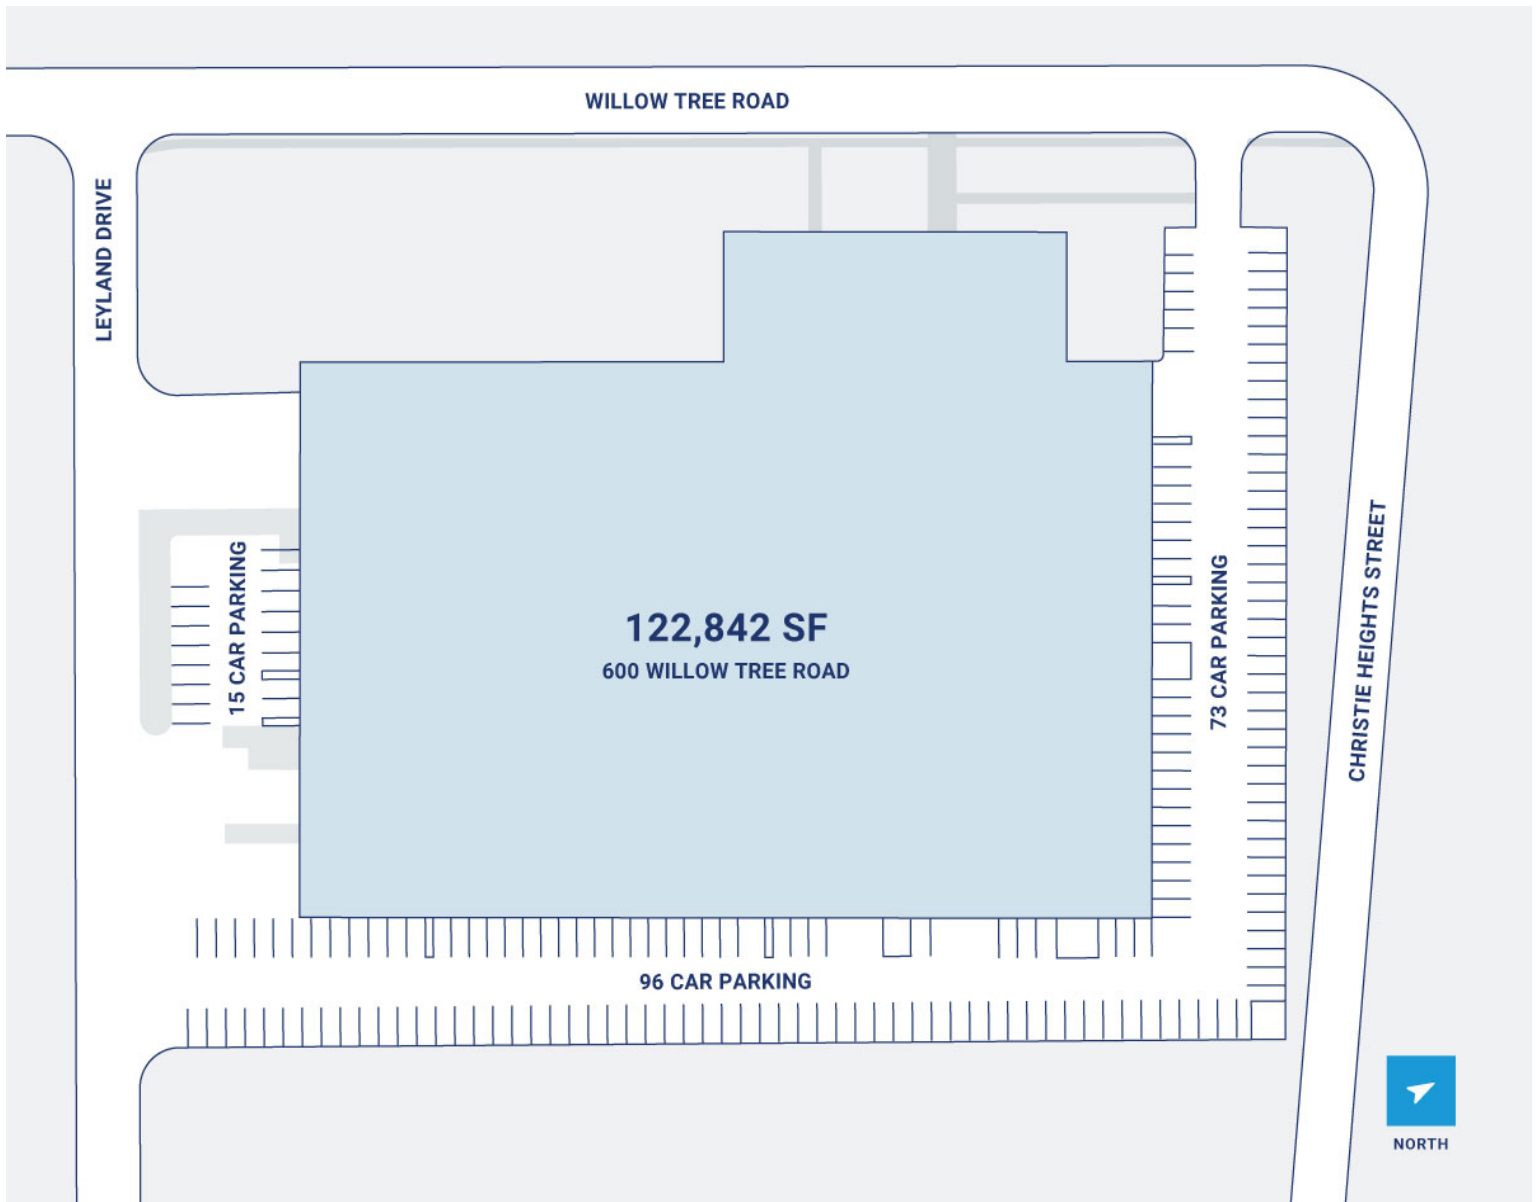 WILLOW TREE ROAD
LEYLAND DRIVE
15 CAR PARKING
122,842 SF
600 WILLOW TREE ROAD
73 CAR PARKING
CHRISTIE HEIGHTS STREET
96 CAR PARKING
NORTH